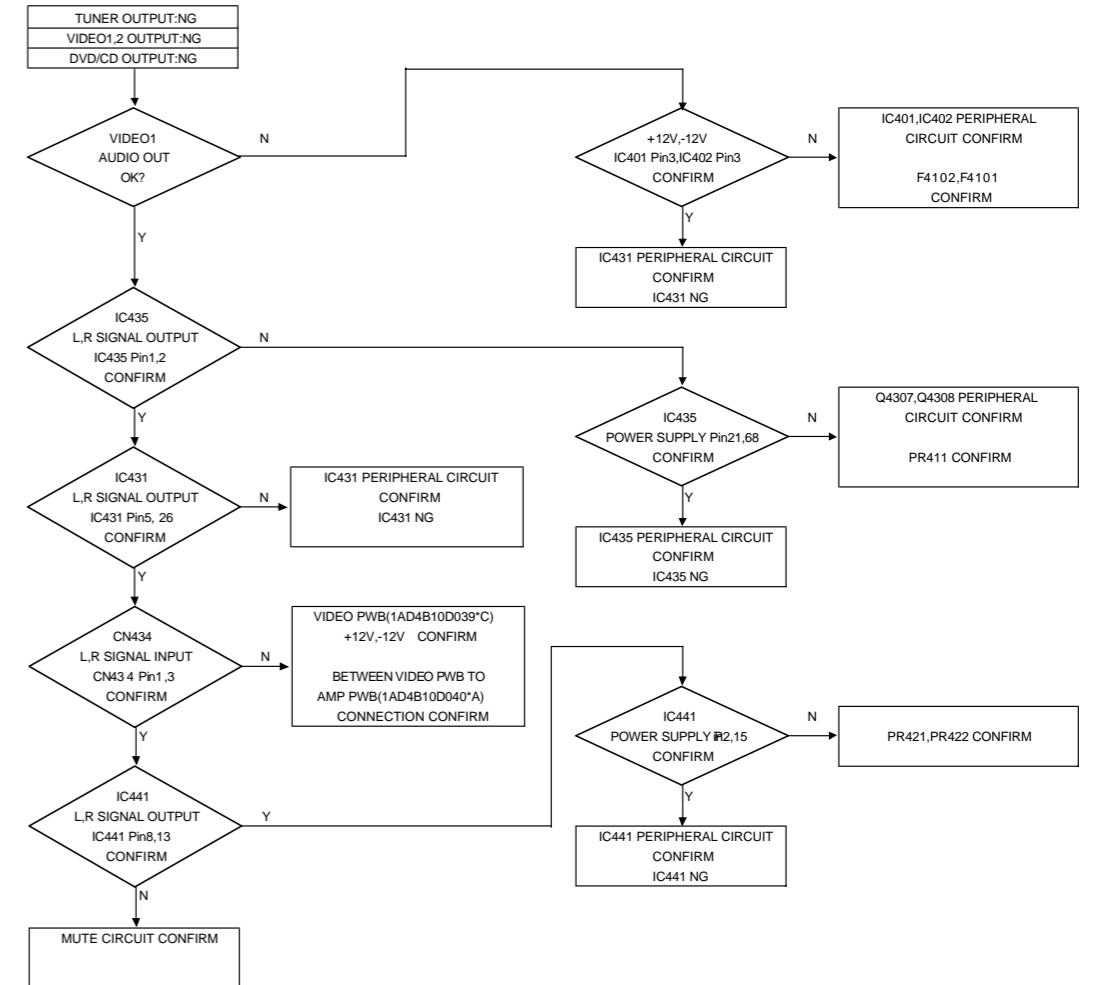 TUNER OUTPUT:NG
VIDEO1,2 OUTPUT:NG
DVD/CD OUTPUT:NG
VIDEO1
AUDIO OUT
OK?
N
Y
+12V,-12V
IC401 Pin3,IC402 Pin3
CONFIRM
N
Y
IC401,IC402 PERIPHERAL
CIRCUIT CONFIRM
F4102,F4101
CONFIRM
IC431 PERIPHERAL CIRCUIT
CONFIRM
IC431 NG
IC435
L,R SIGNAL OUTPUT
IC435 Pin1,2
CONFIRM
N
Y
IC435
POWER SUPPLY Pin21,68
CONFIRM
N
Y
Q4307,Q4308 PERIPHERAL
CIRCUIT CONFIRM
PR411 CONFIRM
IC435 PERIPHERAL CIRCUIT
CONFIRM
IC435 NG
IC431
L,R SIGNAL OUTPUT
IC431 Pin5, 26
CONFIRM
N
Y
IC431 PERIPHERAL CIRCUIT
CONFIRM
IC431 NG
CN434
L,R SIGNAL INPUT
CN43 4 Pin1,3
CONFIRM
N
Y
VIDEO PWB(1AD4B10D039*C)
+12V,-12V CONFIRM
BETWEEN VIDEO PWB TO
AMP PWB(1AD4B10D040*A)
CONNECTION CONFIRM
IC441
POWER SUPPLY 2,15
CONFIRM
N
Y
PR421,PR422 CONFIRM
IC441 PERIPHERAL CIRCUIT
CONFIRM
IC441 NG
IC441
L,R SIGNAL OUTPUT
IC441 Pin8,13
CONFIRM
Y
N
MUTE CIRCUIT CONFIRM